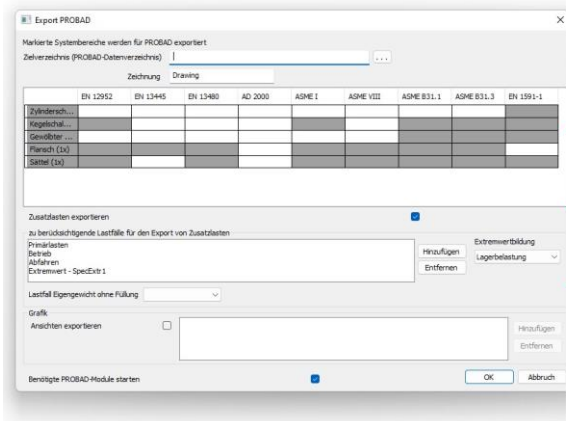 Export PROBAD
Markierte Systembereiche werden für PROBAD exportiert
Zielverzeichnis (PROBAD-Datenverzeichnis) ...
Zeichnung Drawing
EN 12952 EN 13445 EN 13480 AD 2000 ASME I ASME VIII ASME B31.1 ASME B31.3 EN 1591-1
Zylindersch...
Kegelschal...
Gewölbter ...
Flansch (1x)
Sättel (1x)
Zusatzlasten exportieren
zu berücksichtigende Lastfälle für den Export von Zusatzlasten
Primärlasten
Betrieb
Abfahren
Extremwert - SpecExtr1
Hinzufügen
Entfernen
Extremwertbildung
Lagerbelastung
Lastfall Eigengewicht ohne Füllung
Grafik
Ansichten exportieren
Hinzufügen
Entfernen
Benötigte PROBAD-Module starten
OK Abbruch